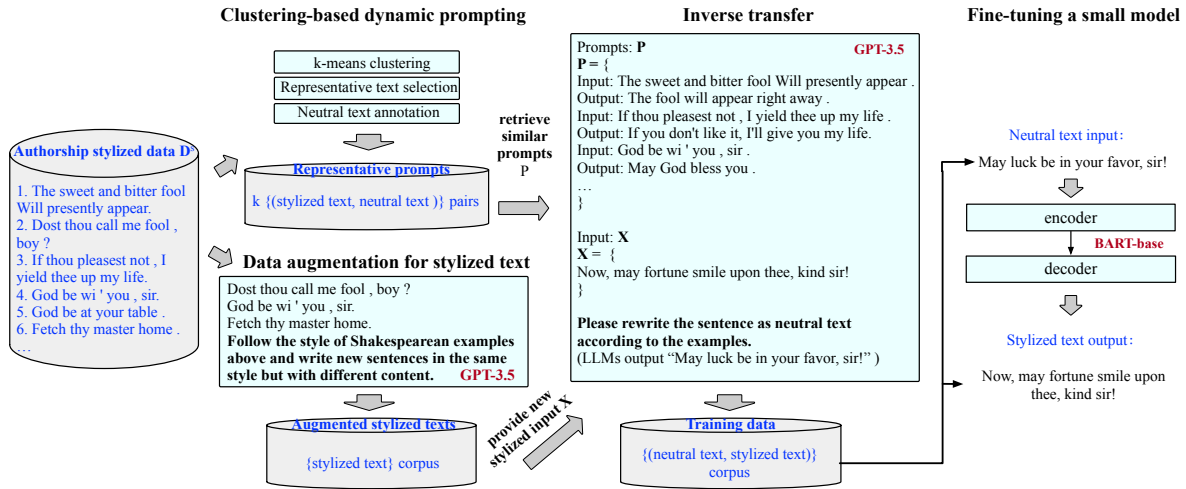 Clustering-based dynamic prompting
Inverse transfer
Fine-tuning a small model
k-means clustering
Representative text selection
Neutral text annotation
Authorship stylized data Dˢ
1. The sweet and bitter fool
Will presently appear.
2. Dost thou call me fool ,
boy ?
3. If thou pleasest not , I
yield thee up my life.
4. God be wi ' you , sir.
5. God be at your table .
6. Fetch thy master home .
…
Representative prompts
k {(stylized text, neutral text )} pairs
retrieve
similar
prompts
P
Data augmentation for stylized text
Dost thou call me fool , boy ?
God be wi ' you , sir.
Fetch thy master home.
Follow the style of Shakespearean examples
above and write new sentences in the same
style but with different content.
GPT-3.5
Augmented stylized texts
{stylized text} corpus
provide new
stylized input X
Prompts: P
GPT-3.5
P = {
Input: The sweet and bitter fool Will presently appear .
Output: The fool will appear right away .
Input: If thou pleasest not , I yield thee up my life .
Output: If you don't like it, I'll give you my life.
Input: God be wi ' you , sir .
Output: May God bless you .
…
}
Input: X
X = {
Now, may fortune smile upon thee, kind sir!
}
Please rewrite the sentence as neutral text
according to the examples.
(LLMs output “May luck be in your favor, sir!” )
Training data
{(neutral text, stylized text)}
corpus
Neutral text input:
May luck be in your favor, sir!
encoder
BART-base
decoder
Stylized text output:
Now, may fortune smile upon
thee, kind sir!